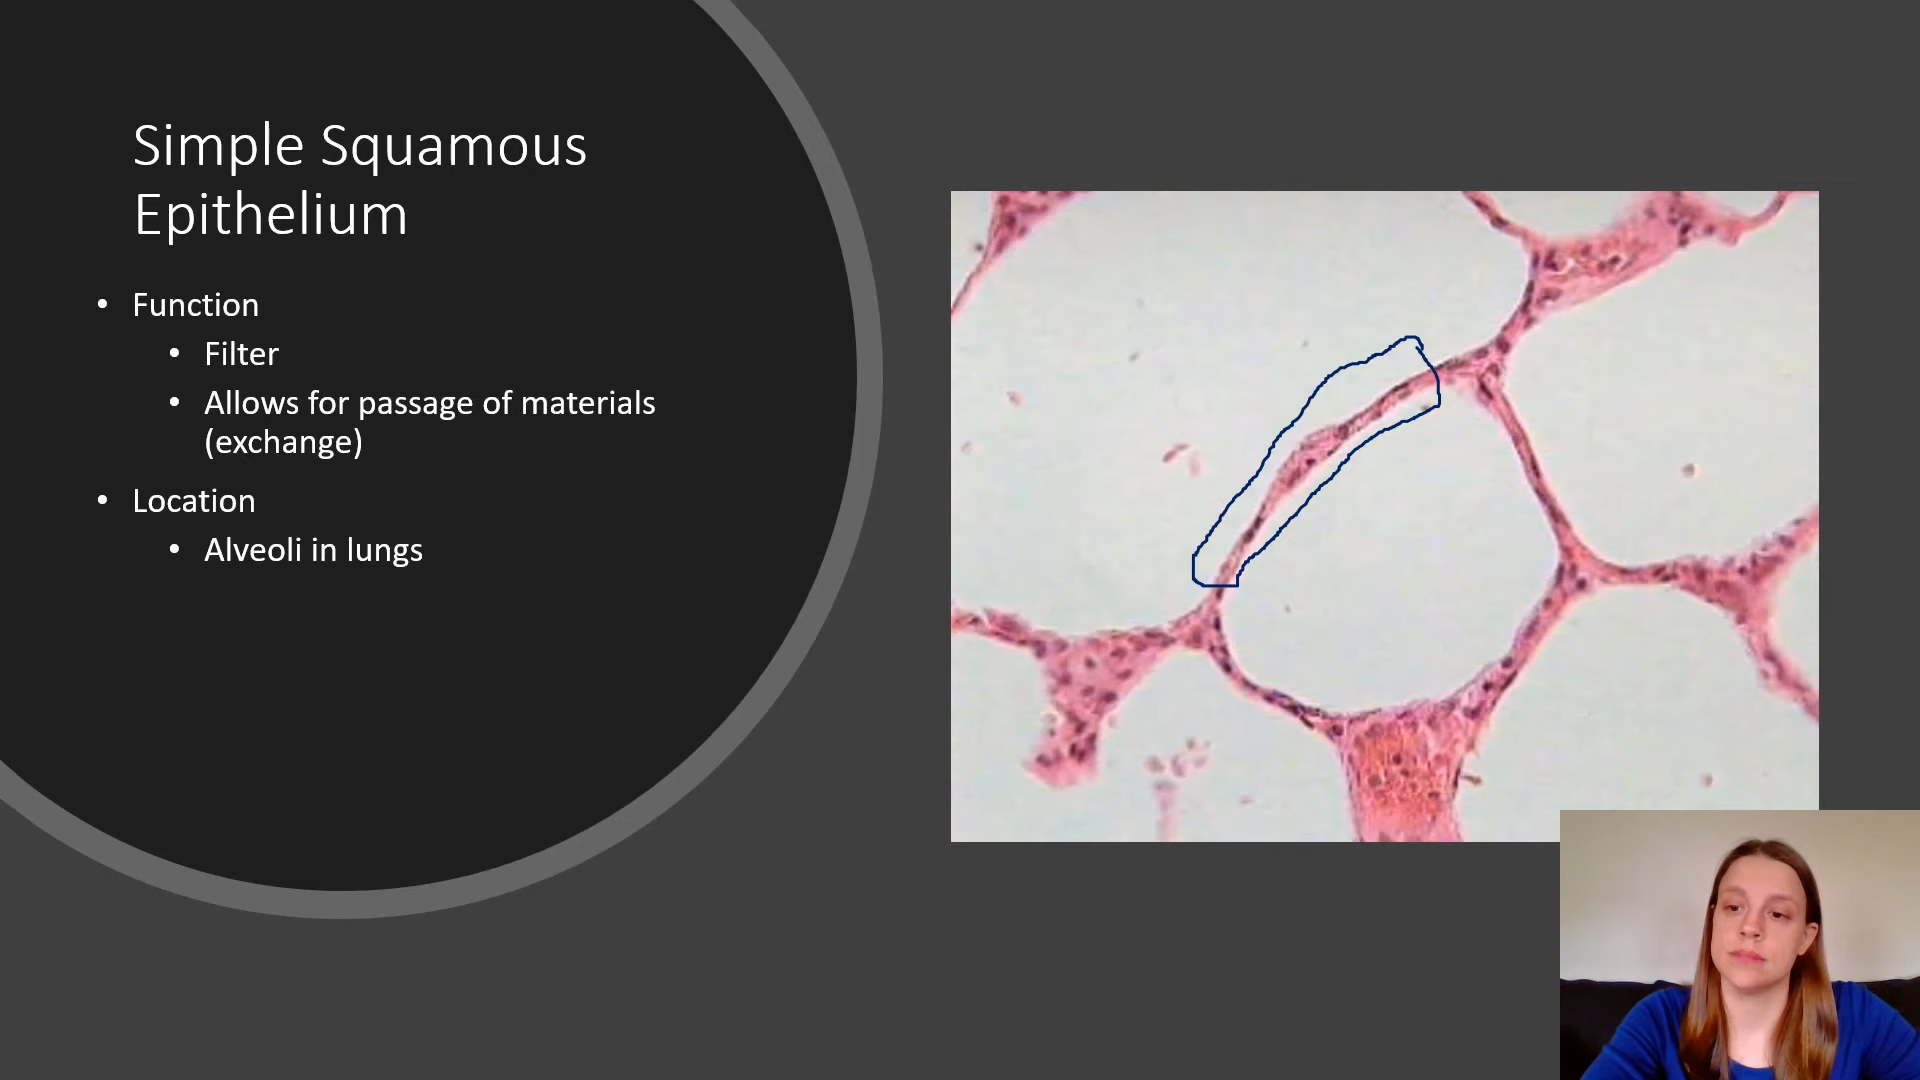 Simple Squamous
Epithelium
• Function
• Filter
• Allows for passage of materials
(exchange)
• Location
• Alveoli in lungs